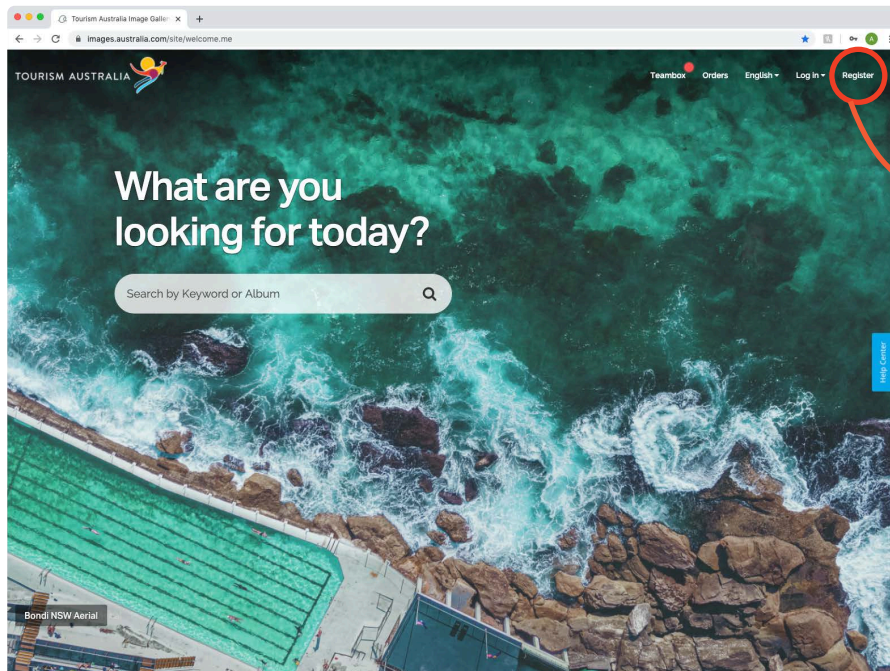 Tourism Australia Image Galler
images.australia.com/site/welcome.me
A
TOURISM AUSTRALIA
Teambox Orders English Log in Register
What are you
looking for today?
Search by Keyword or Album
Help Center
Bondi NSW Aerial